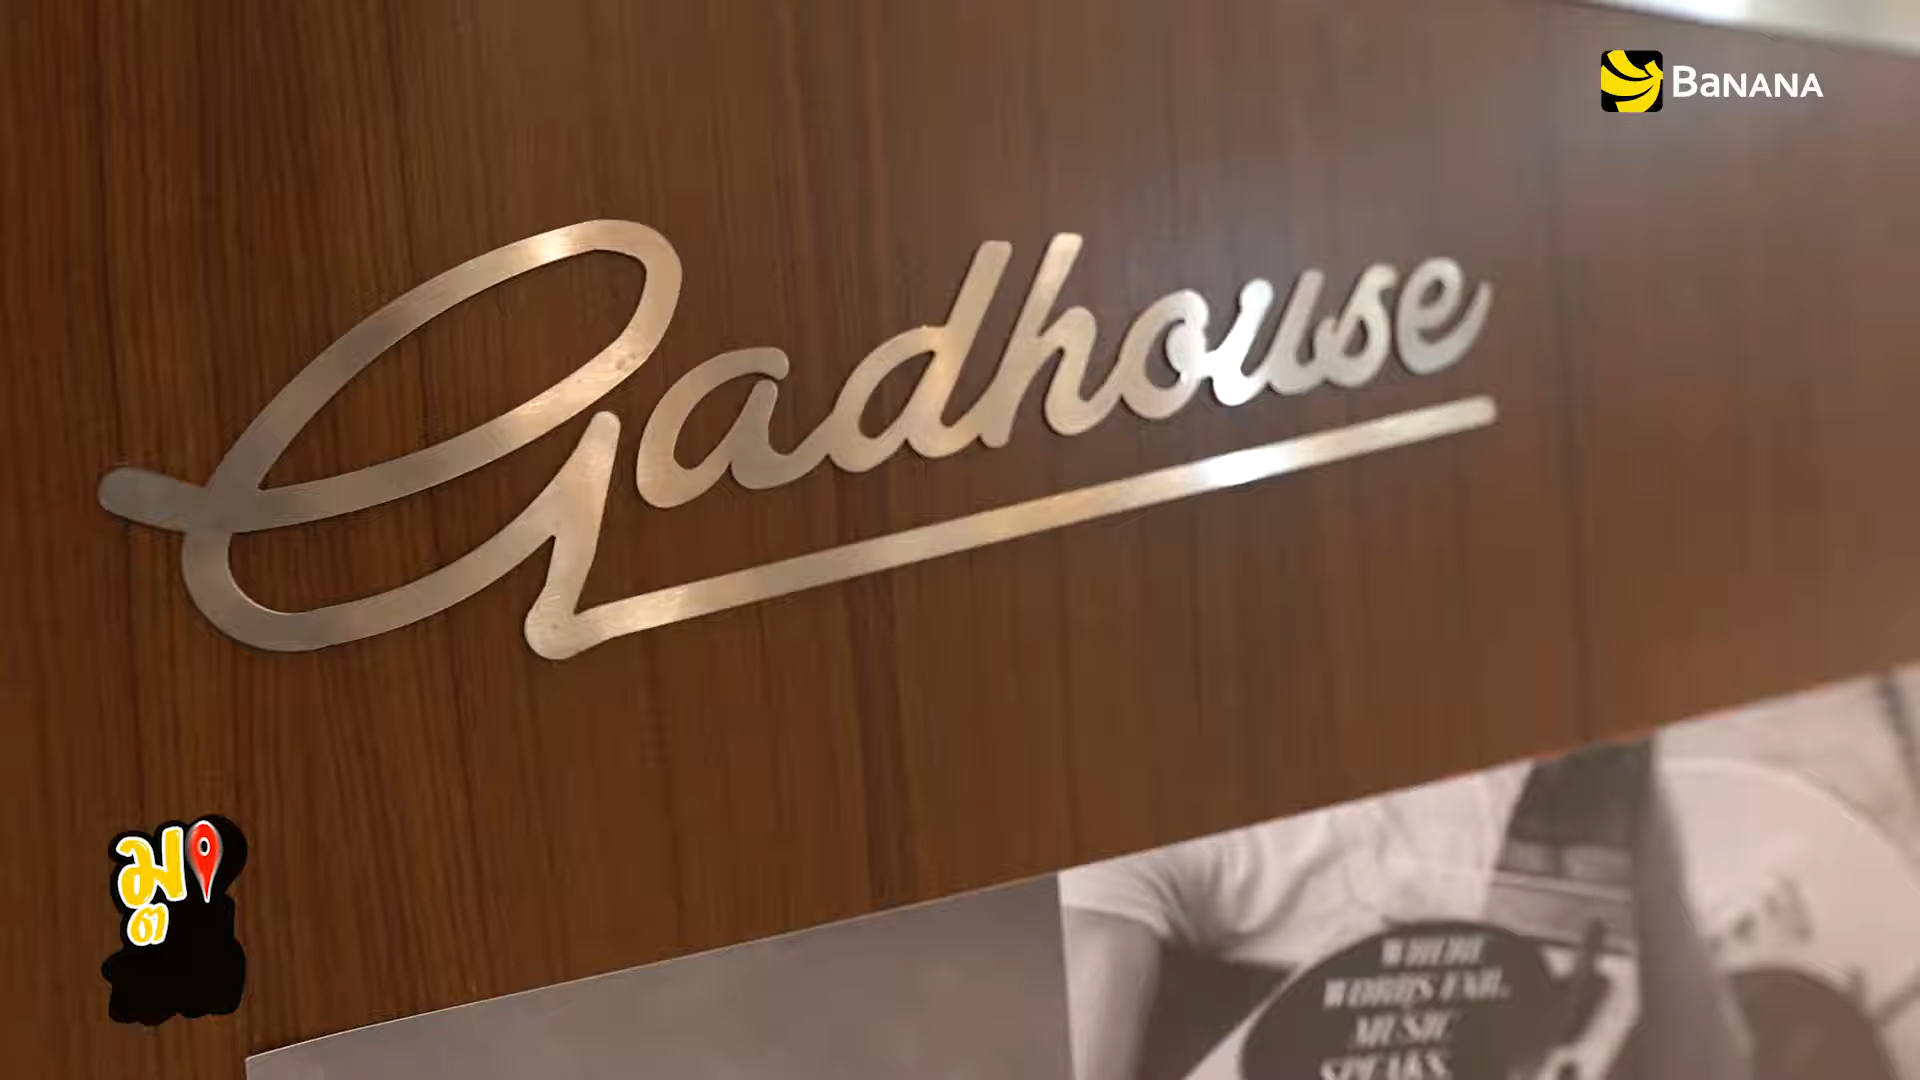 BaNANA
Gadhouse
WHERE
WORDS FAIL,
MUSIC
SPEAKS.